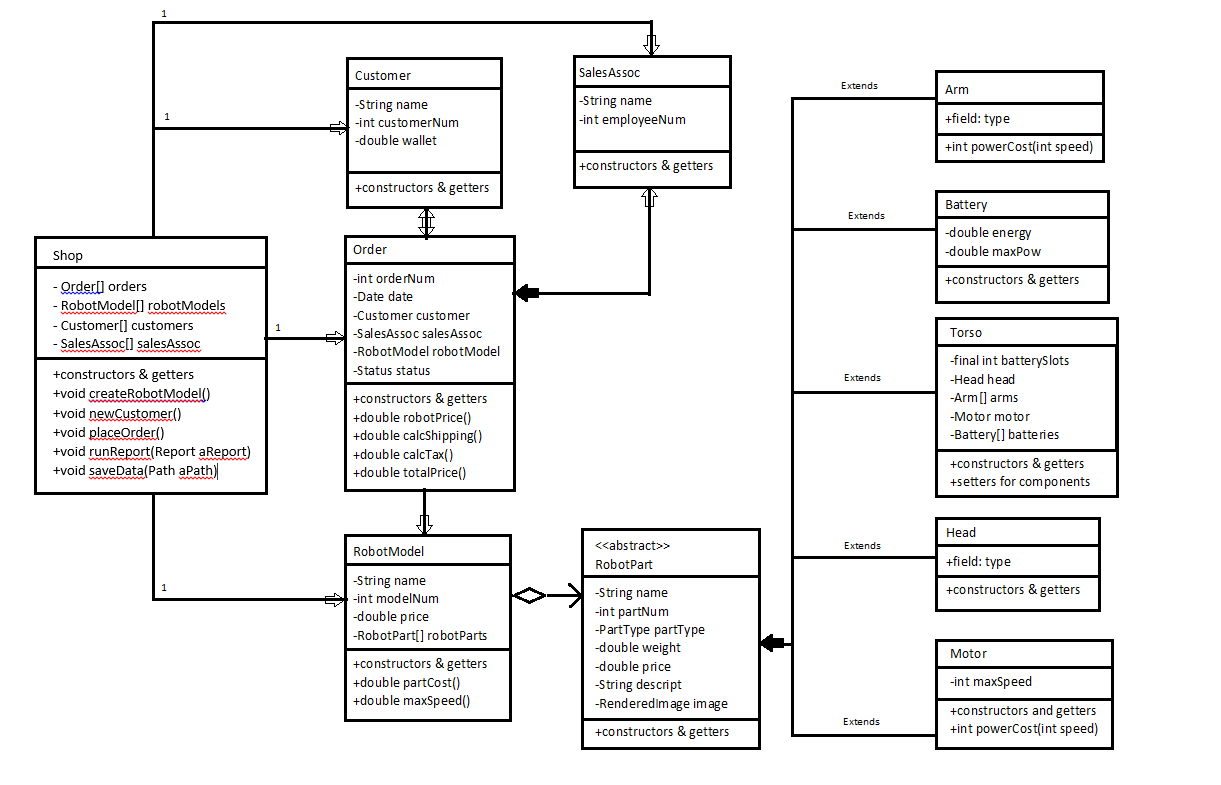 1
1
Customer
-String name
-int customerNum
-double wallet
+constructors & getters
SalesAssoc
-String name
-int employeeNum
+constructors & getters
Shop
- Order[] orders
- RobotModel[] robotModels
- Customer[] customers
- SalesAssoc[] salesAssoc
+constructors & getters
+void createRobotModel()
+void newCustomer()
+void placeOrder()
+void runReport(Report aReport)
+void saveData(Path aPath)
1
Order
-int orderNum
-Date date
-Customer customer
-SalesAssoc salesAssoc
-RobotModel robotModel
-Status status
+constructors & getters
+double robotPrice()
+double calcShipping()
+double calcTax()
+double totalPrice()
1
RobotModel
-String name
-int modelNum
-double price
-RobotPart[] robotParts
+constructors & getters
+double partCost()
+double maxSpeed()
<<abstract>>
RobotPart
-String name
-int partNum
-PartType partType
-double weight
-double price
-String descript
-RenderedImage image
+constructors & getters
Extends
Arm
+field: type
+int powerCost(int speed)
Extends
Battery
-double energy
-double maxPow
+constructors & getters
Extends
Torso
-final int batterySlots
-Head head
-Arm[] arms
-Motor motor
-Battery[] batteries
+constructors & getters
+setters for components
Extends
Head
+field: type
+constructors & getters
Extends
Motor
-int maxSpeed
+constructors and getters
+int powerCost(int speed)